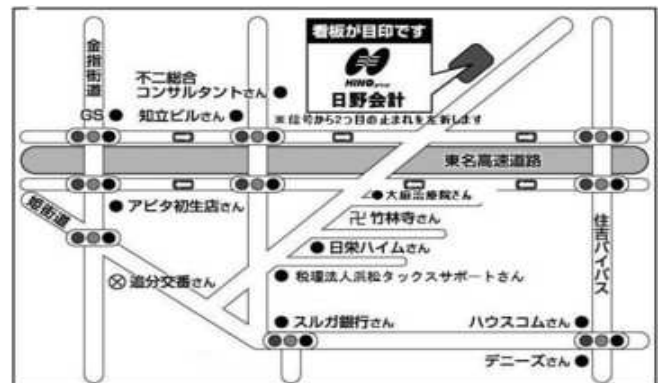 看板が目印です
HINO
日野会計
※信号から2つ目の止まれを左折します
金指街道
不二総合
コンサルタントさん
GS
知立ビルさん
東名高速道路
大庭治療院さん
アピタ初生店さん
姫街道
卍竹林寺さん
日栄ハイムさん
住吉バイパス
追分交番さん
税理法人浜松タックスサポートさん
スルガ銀行さん
ハウスコムさん
デニーズさん